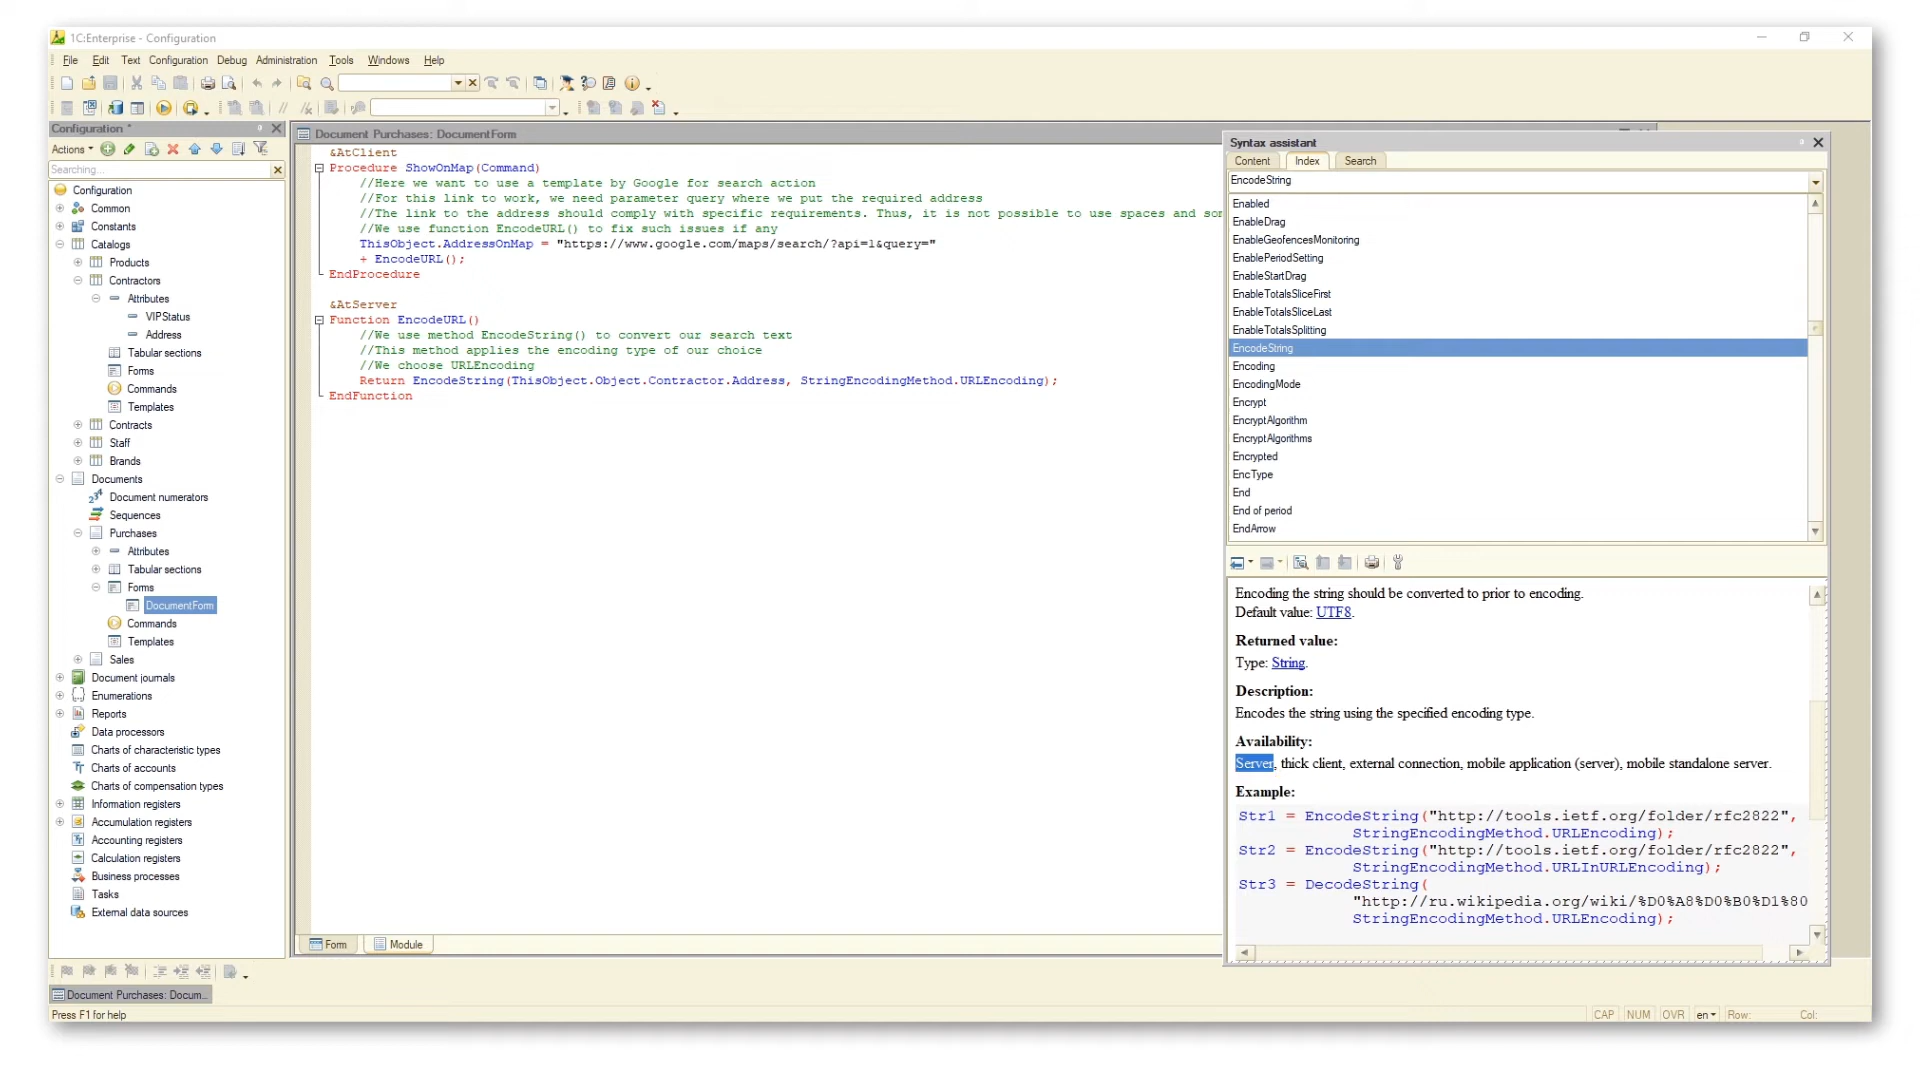 1C:Enterprise - Configuration
File Edit Text Configuration Debug Administration Tools Windows Help
Configuration *
Actions
Searching...
Configuration
Common
Constants
Catalogs
Products
Contractors
Attributes
VIPStatus
Address
Tabular sections
Forms
Commands
Templates
Contracts
Staff
Brands
Documents
Document numerators
Sequences
Purchases
Attributes
Tabular sections
Forms
DocumentForm
Commands
Templates
Sales
Document journals
Enumerations
Reports
Data processors
Charts of characteristic types
Charts of accounts
Charts of compensation types
Information registers
Accumulation registers
Accounting registers
Calculation registers
Business processes
Tasks
External data sources
Document Purchases: DocumentForm
&AtClient
Procedure ShowOnMap(Command)
//Here we want to use a template by Google for search action
//For this link to work, we need parameter query where we put the required address
//The link to the address should comply with specific requirements. Thus, it is not possible to use spaces and som
//We use function EncodeURL() to fix such issues if any
ThisObject.AddressOnMap = "https://www.google.com/maps/search/?api=1&query="
+ EncodeURL();
EndProcedure
&AtServer
Function EncodeURL()
//We use method EncodeString() to convert our search text
//This method applies the encoding type of our choice
//We choose URLEncoding
Return EncodeString(ThisObject.Object.Contractor.Address, StringEncodingMethod.URLEncoding);
EndFunction
Form Module
Syntax assistant
Content Index Search
EncodeString
Enabled
EnableDrag
EnableGeofencesMonitoring
EnablePeriodSetting
EnableStartDrag
EnableTotalsSliceFirst
EnableTotalsSliceLast
EnableTotalsSplitting
EncodeString
Encoding
EncodingMode
Encrypt
EncryptAlgorithm
EncryptAlgorithms
Encrypted
EncType
End
End of period
EndArrow
Encoding the string should be converted to prior to encoding.
Default value: UTF8.
Returned value:
Type: String.
Description:
Encodes the string using the specified encoding type.
Availability:
Server, thick client, external connection, mobile application (server), mobile standalone server.
Example:
Str1 = EncodeString("http://tools.ietf.org/folder/rfc2822",
StringEncodingMethod.URLEncoding);
Str2 = EncodeString("http://tools.ietf.org/folder/rfc2822",
StringEncodingMethod.URLInURLEncoding);
Str3 = DecodeString(
"http://ru.wikipedia.org/wiki/%D0%A8%D0%B0%D1%80
StringEncodingMethod.URLEncoding);
Document Purchases: Docum...
Press F1 for help
CAP NUM OVR en Row: Col: